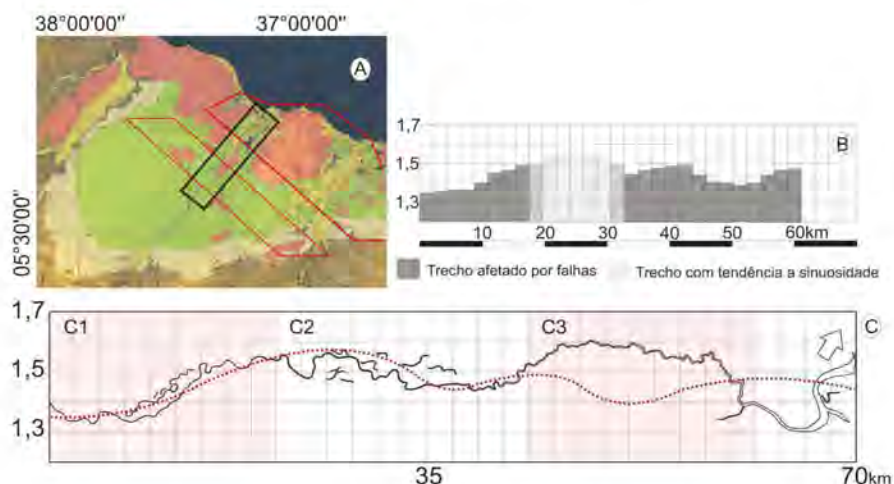 38°00'00" 37°00'00"
A
05°30'00"
1,7
1,5
1,3
B
10 20 30 40 50 60km
Trecho afetado por falhas Trecho com tendência a sinuosidade
1,7
1,5
1,3
C1 C2 C3 C
35 70km